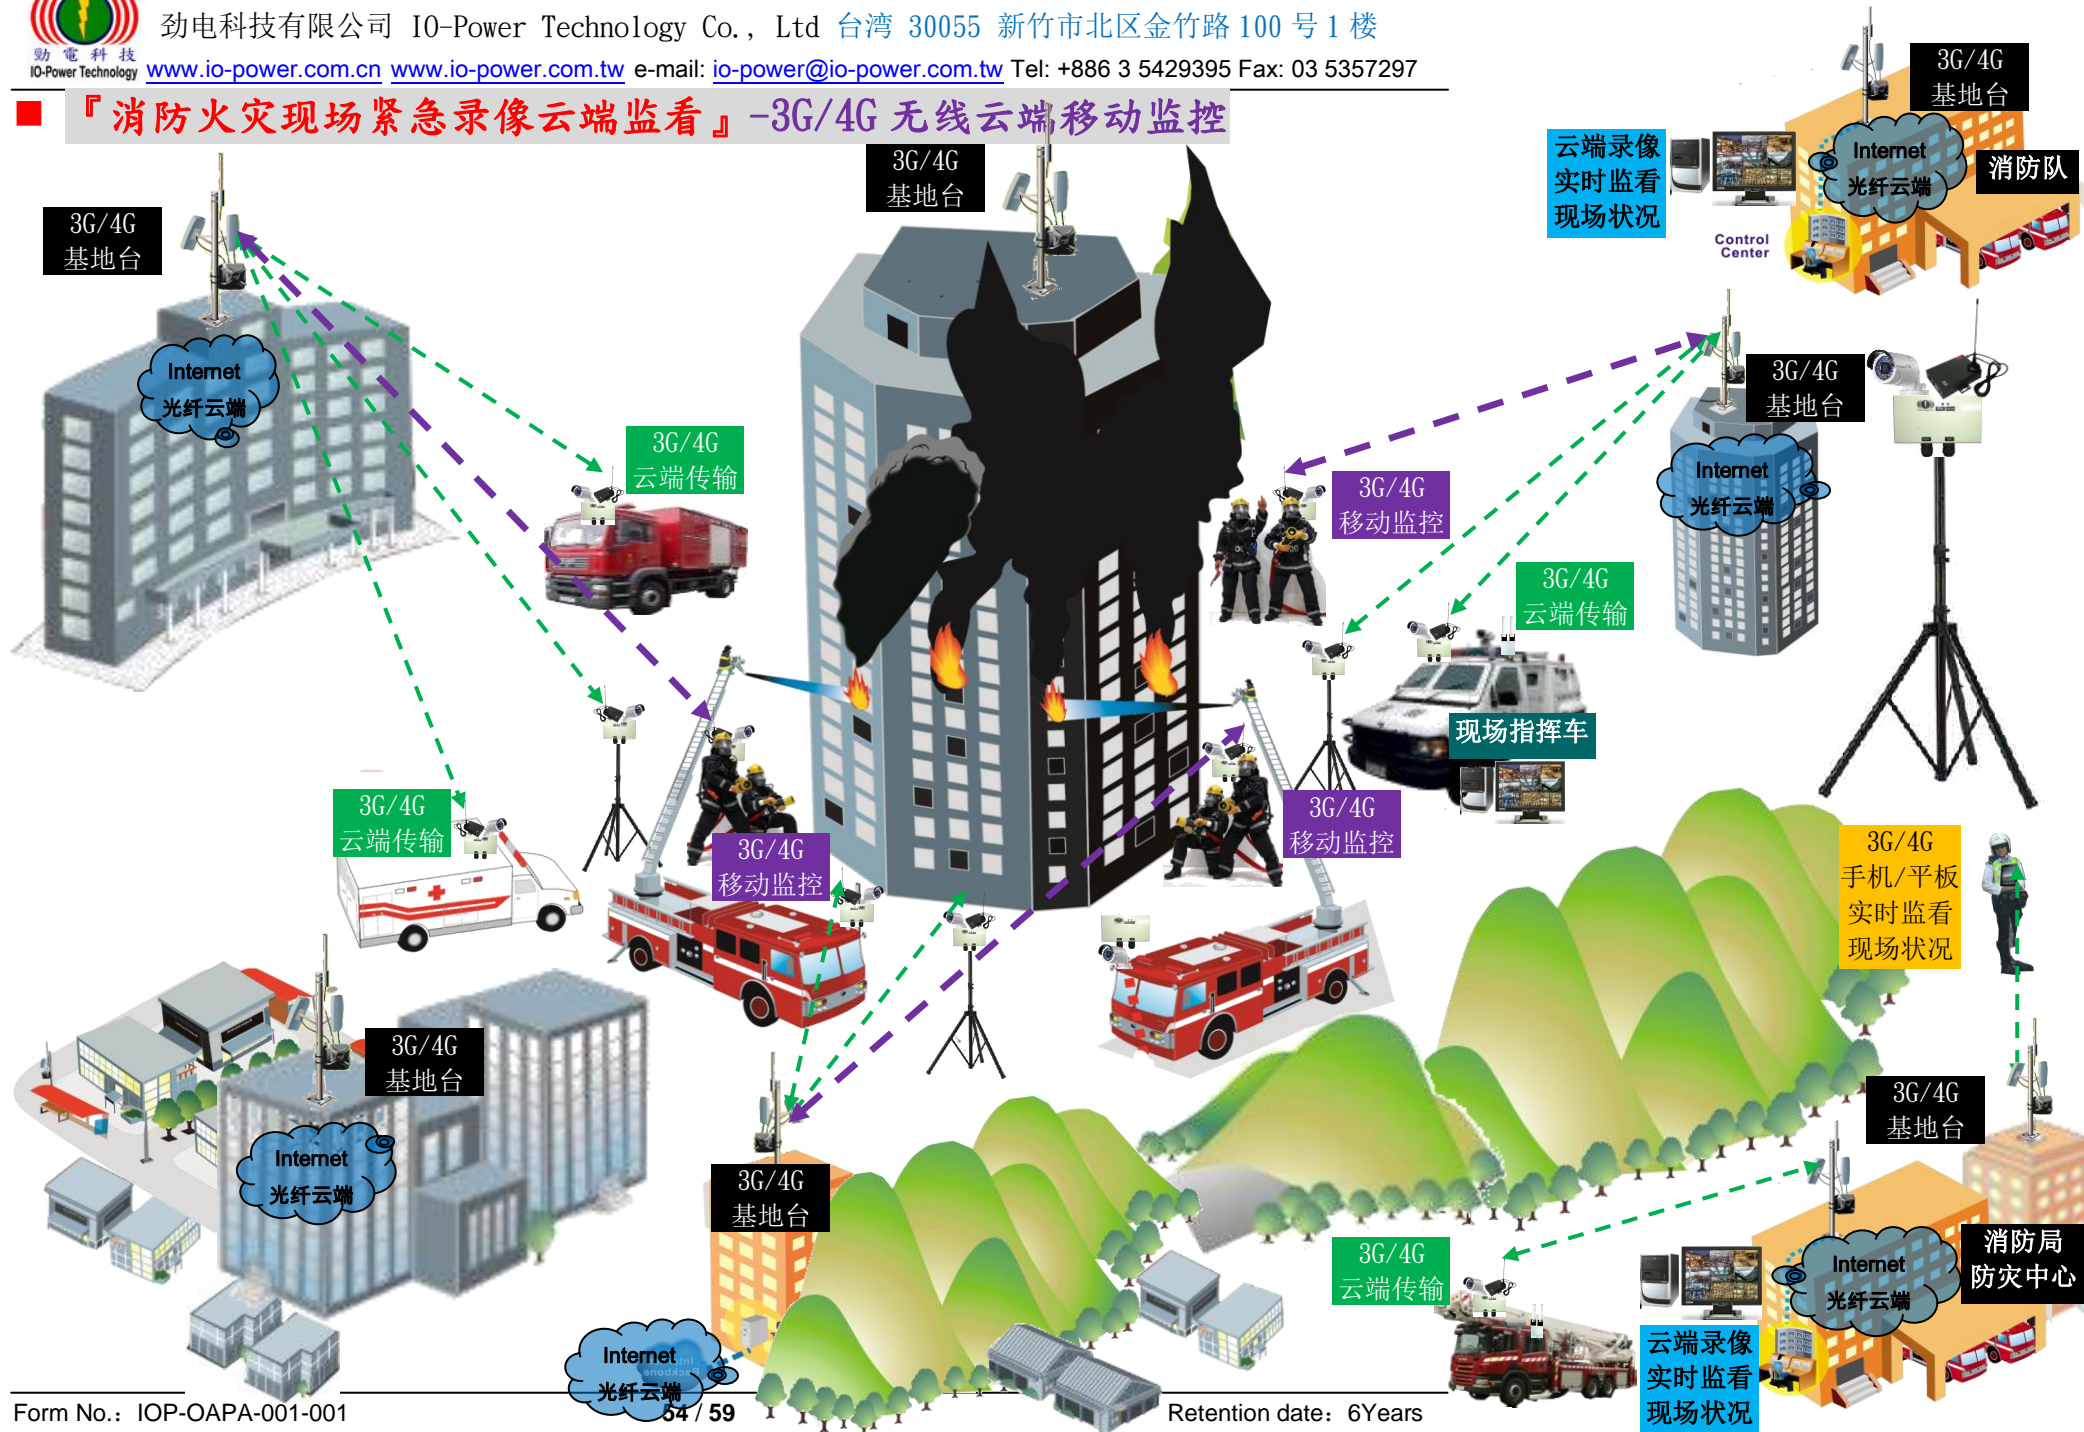 劲电科技有限公司 IO-Power Technology Co., Ltd 台湾 30055 新竹市北区金竹路 100 号 1 楼
勁電科技
IO-Power Technology
www.io-power.com.cn www.io-power.com.tw e-mail: io-power@io-power.com.tw Tel: +886 3 5429395 Fax: 03 5357297
■ 『消防火灾现场紧急录像云端监看』-3G/4G 无线云端移动监控
3G/4G
基地台
3G/4G
基地台
3G/4G
基地台
云端录像
实时监看
现场状况
Internet
光纤云端
消防队
Control
Center
Internet
光纤云端
3G/4G
基地台
3G/4G
云端传输
3G/4G
移动监控
Internet
光纤云端
3G/4G
云端传输
现场指挥车
3G/4G
云端传输
3G/4G
移动监控
3G/4G
移动监控
3G/4G
手机/平板
实时监看
现场状况
3G/4G
基地台
Internet
光纤云端
3G/4G
基地台
3G/4G
基地台
3G/4G
云端传输
Internet
光纤云端
消防局
防灾中心
云端录像
实时监看
现场状况
Internet
光纤云端
Form No.: IOP-OAPA-001-001
54 / 59
Retention date: 6Years